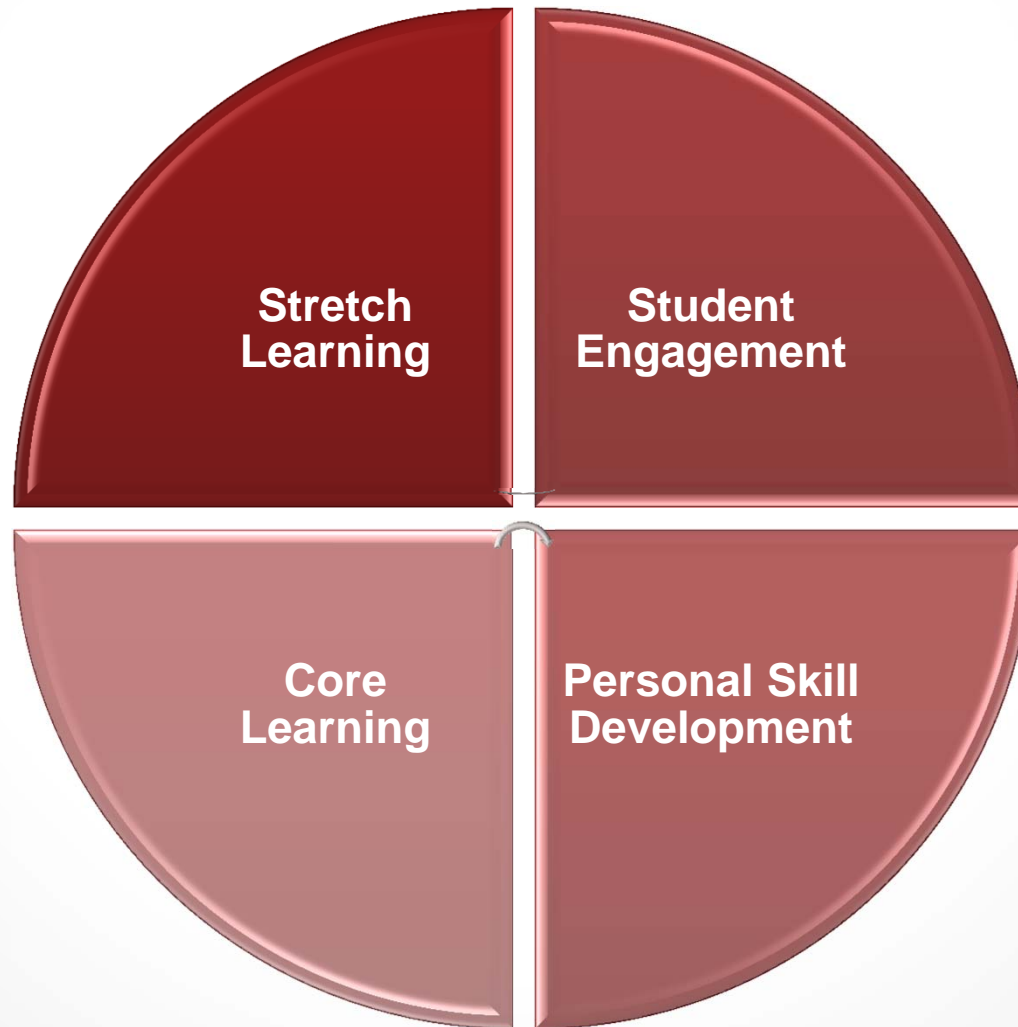 Stretch
Learning
Student
Engagement
Core
Learning
Personal Skill
Development